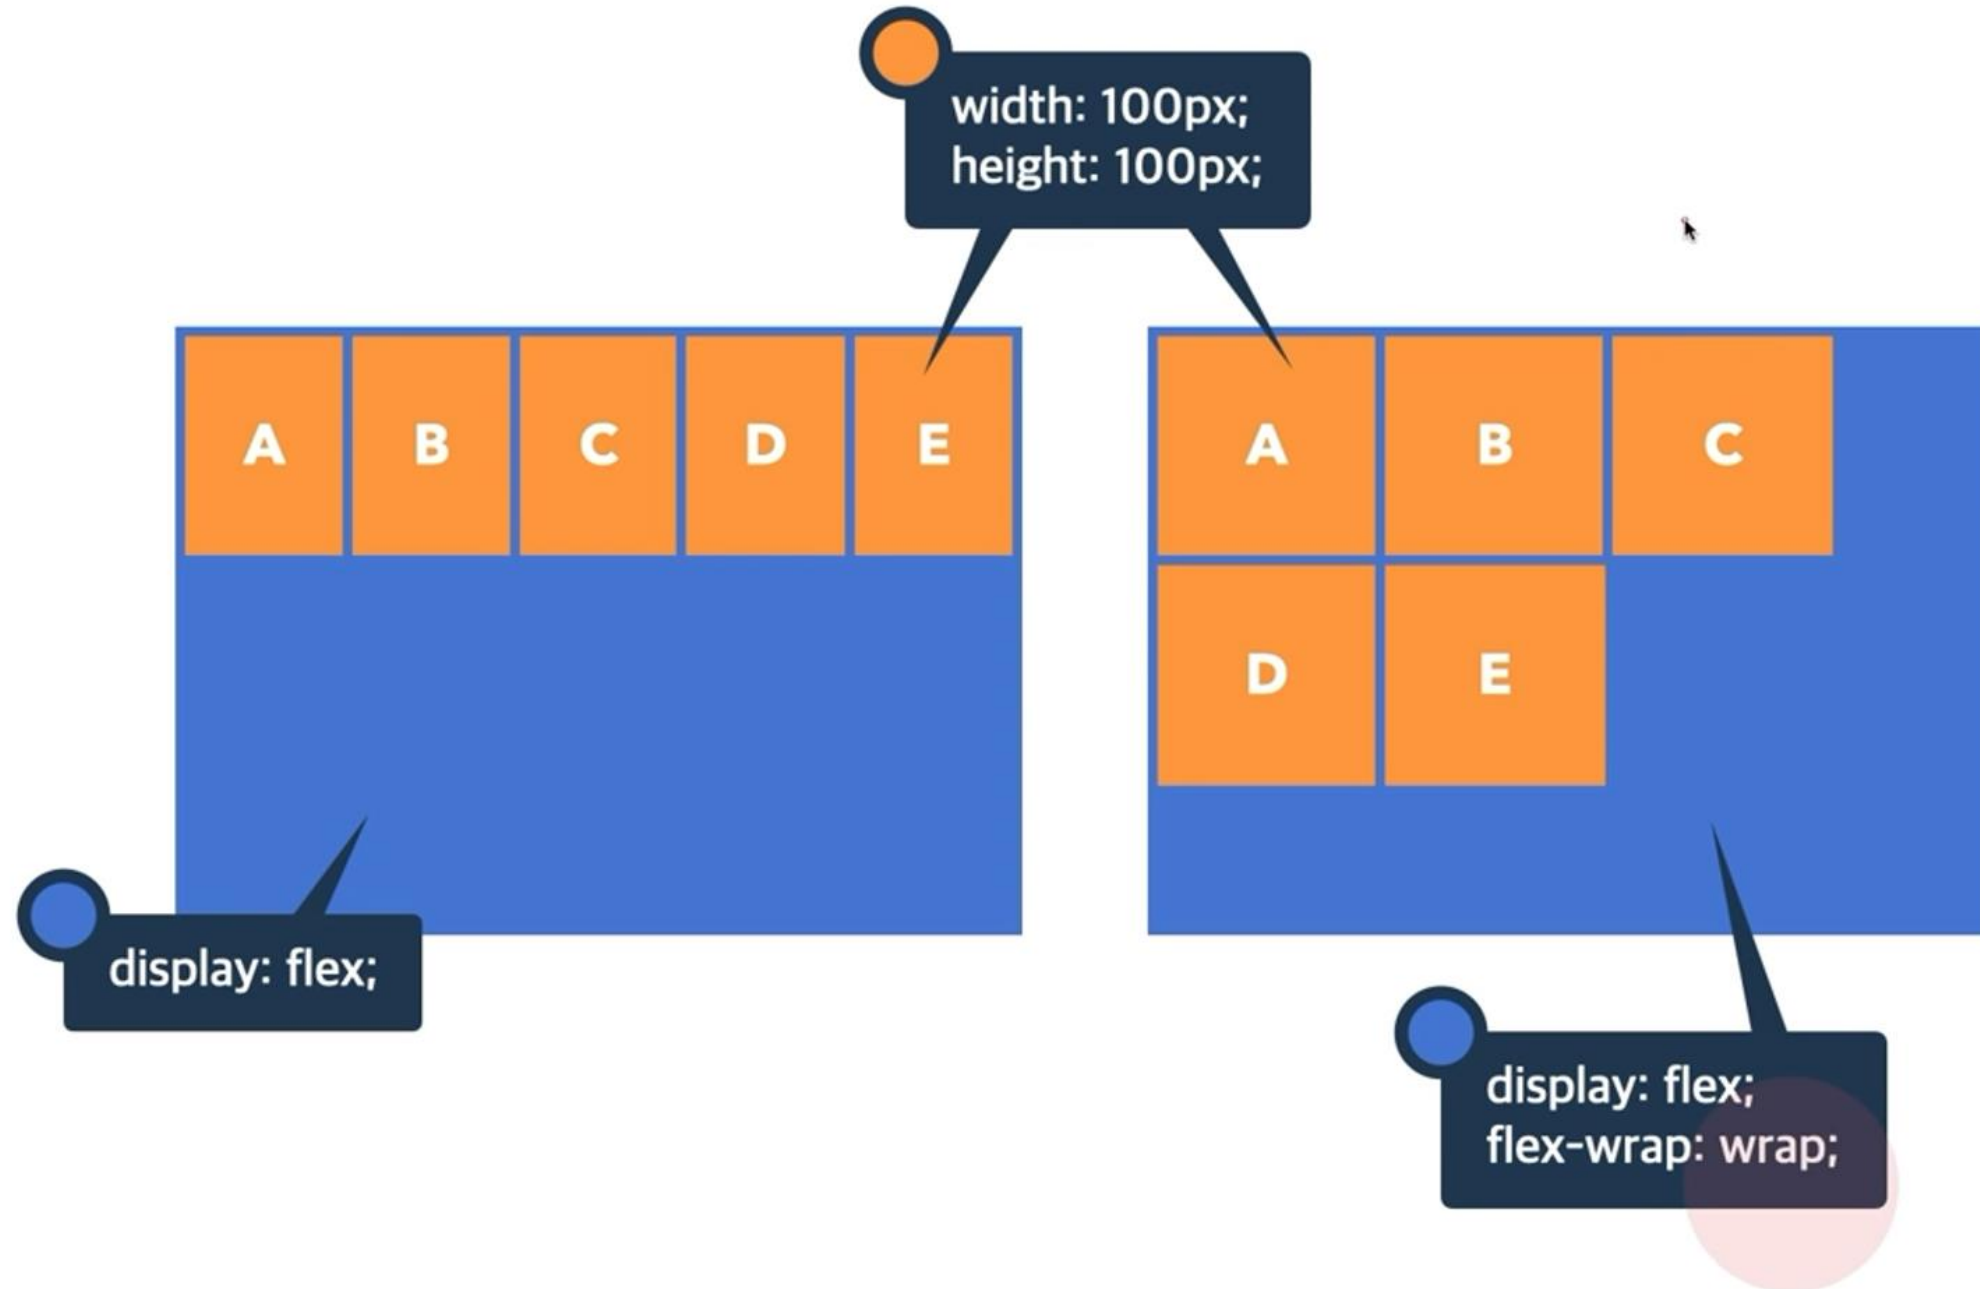 width: 100px;
height: 100px;
A B C D E
A B C
D E
display: flex;
display: flex;
flex-wrap: wrap;